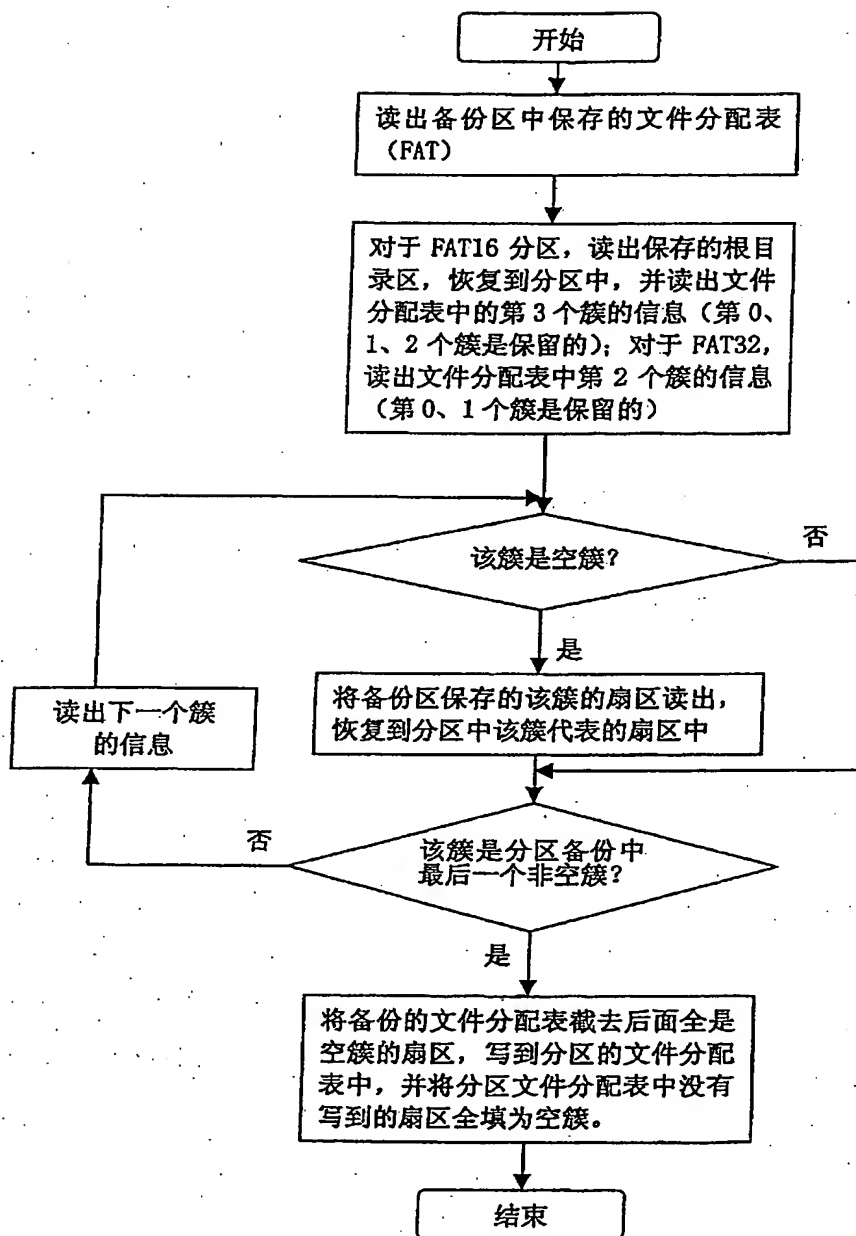 开始
读出备份区中保存的文件分配表
（FAT）
对于 FAT16 分区，读出保存的根目
录区，恢复到分区中，并读出文件
分配表中的第 3 个簇的信息（第 0、
1、2 个簇是保留的）；对于 FAT32，
读出文件分配表中第 2 个簇的信息
（第 0、1 个簇是保留的）
该簇是空簇？
否
是
将备份区保存的该簇的扇区读出，
恢复到分区中该簇代表的扇区中
读出下一个簇
的信息
否
该簇是分区备份中
最后一个非空簇？
是
将备份的文件分配表截去后面全是
空簇的扇区，写到分区的文件分配
表中，并将分区文件分配表中没有
写到的扇区全填为空簇。
结束